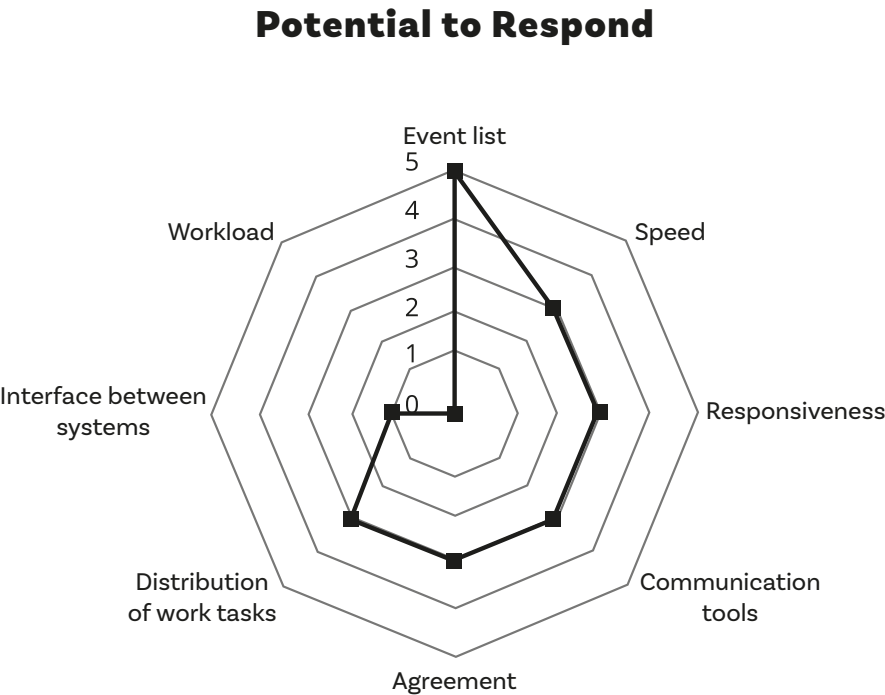 Potential to Respond
Event list
5
4
3
2
1
0
Workload
Speed
Interface between
systems
Responsiveness
Distribution
of work tasks
Communication
tools
Agreement